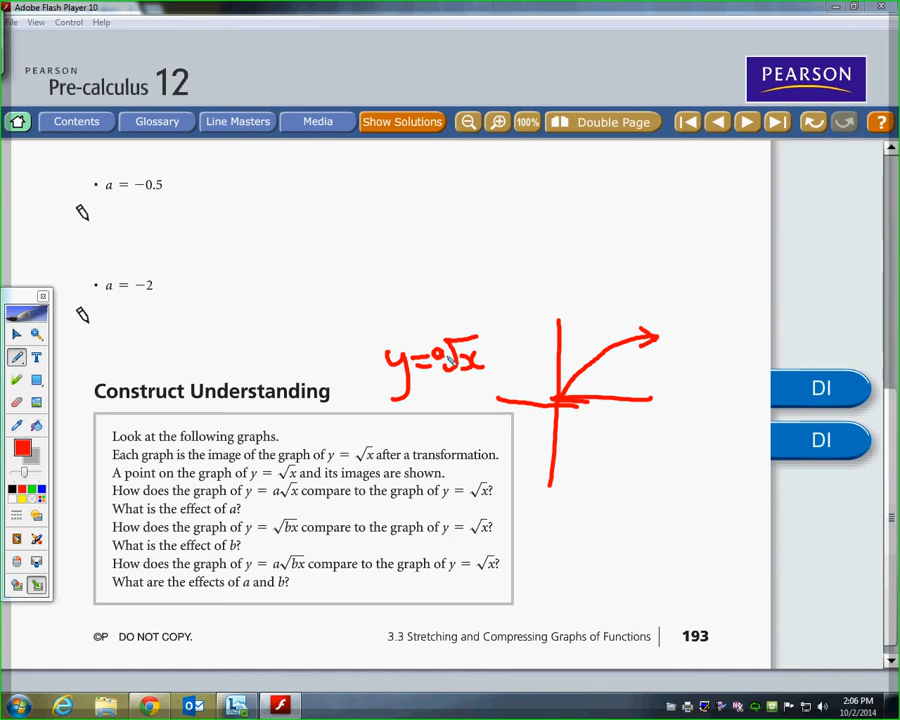 Adobe Flash Player 10
File View Control Help
PEARSON
Pre-calculus 12
PEARSON
Contents Glossary Line Masters Media Show Solutions 100% Double Page ?
• a = −0.5
• a = −2
T
y=a√x
Construct Understanding
DI
DI
Look at the following graphs.
Each graph is the image of the graph of y = √x after a transformation.
A point on the graph of y = √x and its images are shown.
How does the graph of y = a√x compare to the graph of y = √x?
What is the effect of a?
How does the graph of y = √bx compare to the graph of y = √x?
What is the effect of b?
How does the graph of y = a√bx compare to the graph of y = √x?
What are the effects of a and b?
©P DO NOT COPY. 3.3 Stretching and Compressing Graphs of Functions 193
2:06 PM
10/2/2014